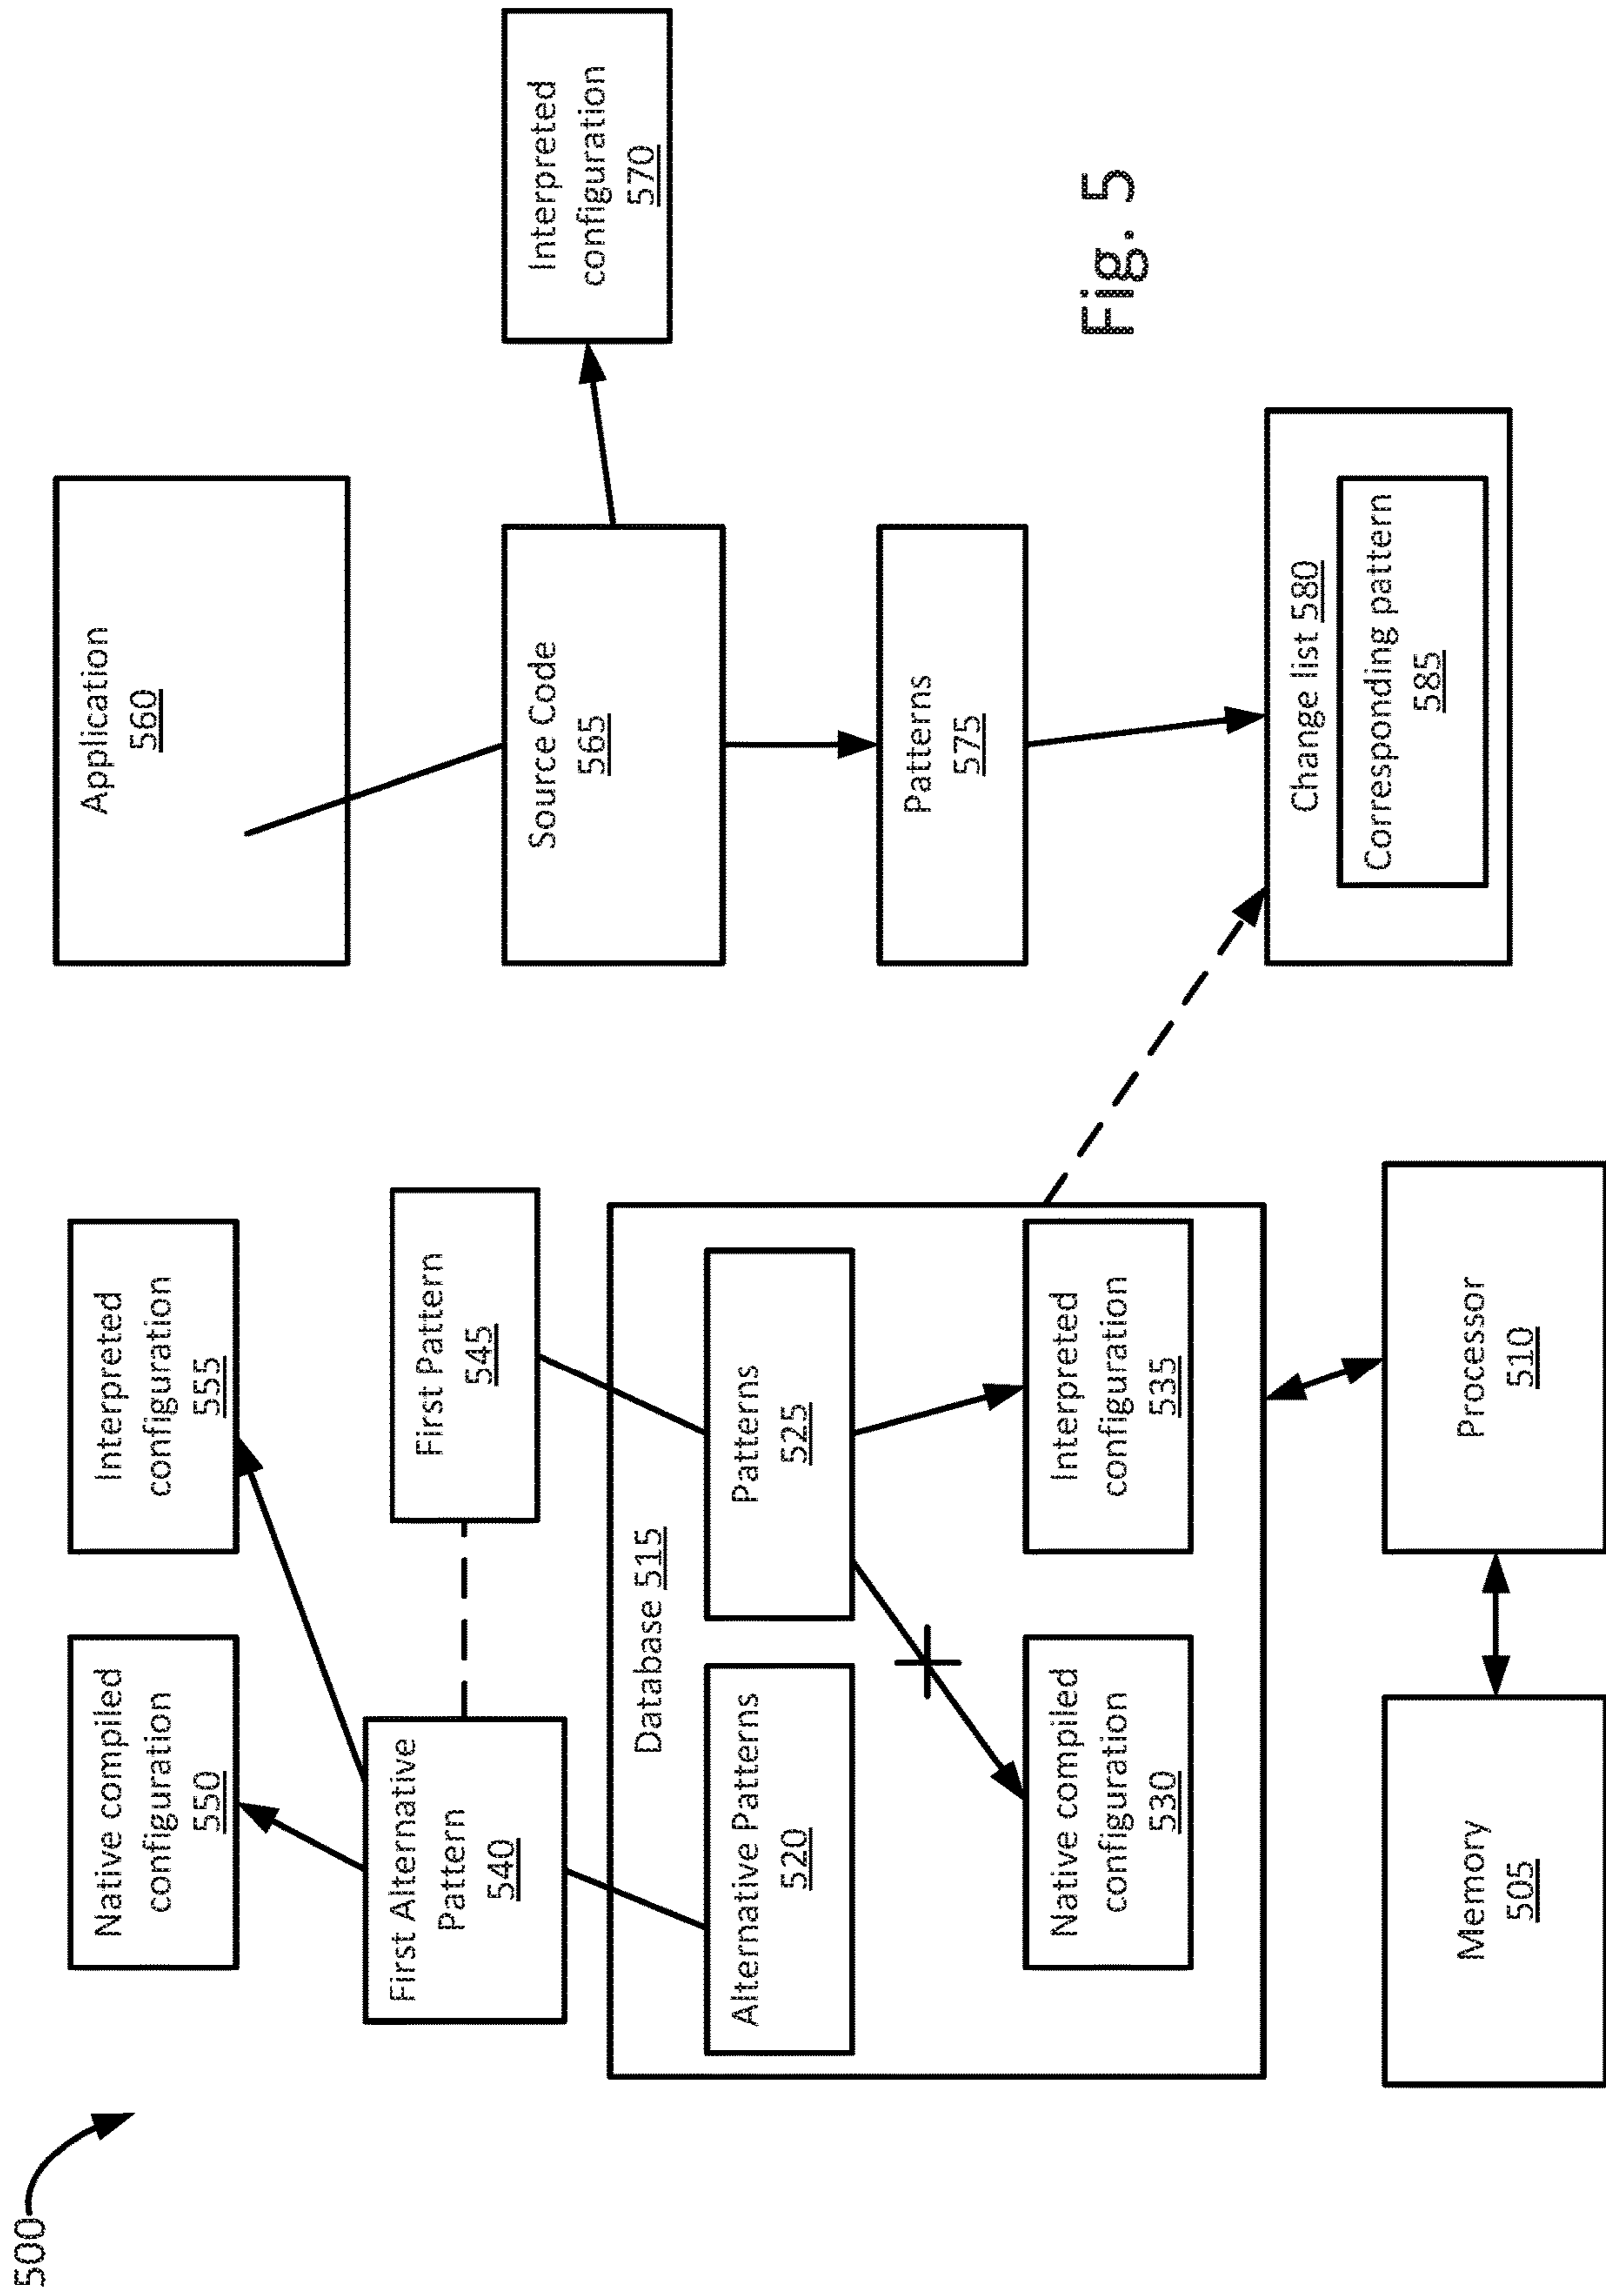 500
Native compiled
configuration
550
Interpreted
configuration
555
First Alternative
Pattern
540
First Pattern
545
Database 515
Alternative Patterns
520
Patterns
525
Native compiled
configuration
530
Interpreted
configuration
535
Memory
505
Processor
510
Application
560
Source Code
565
Interpreted
configuration
570
Patterns
575
Change list 580
Corresponding pattern
585
Fig. 5